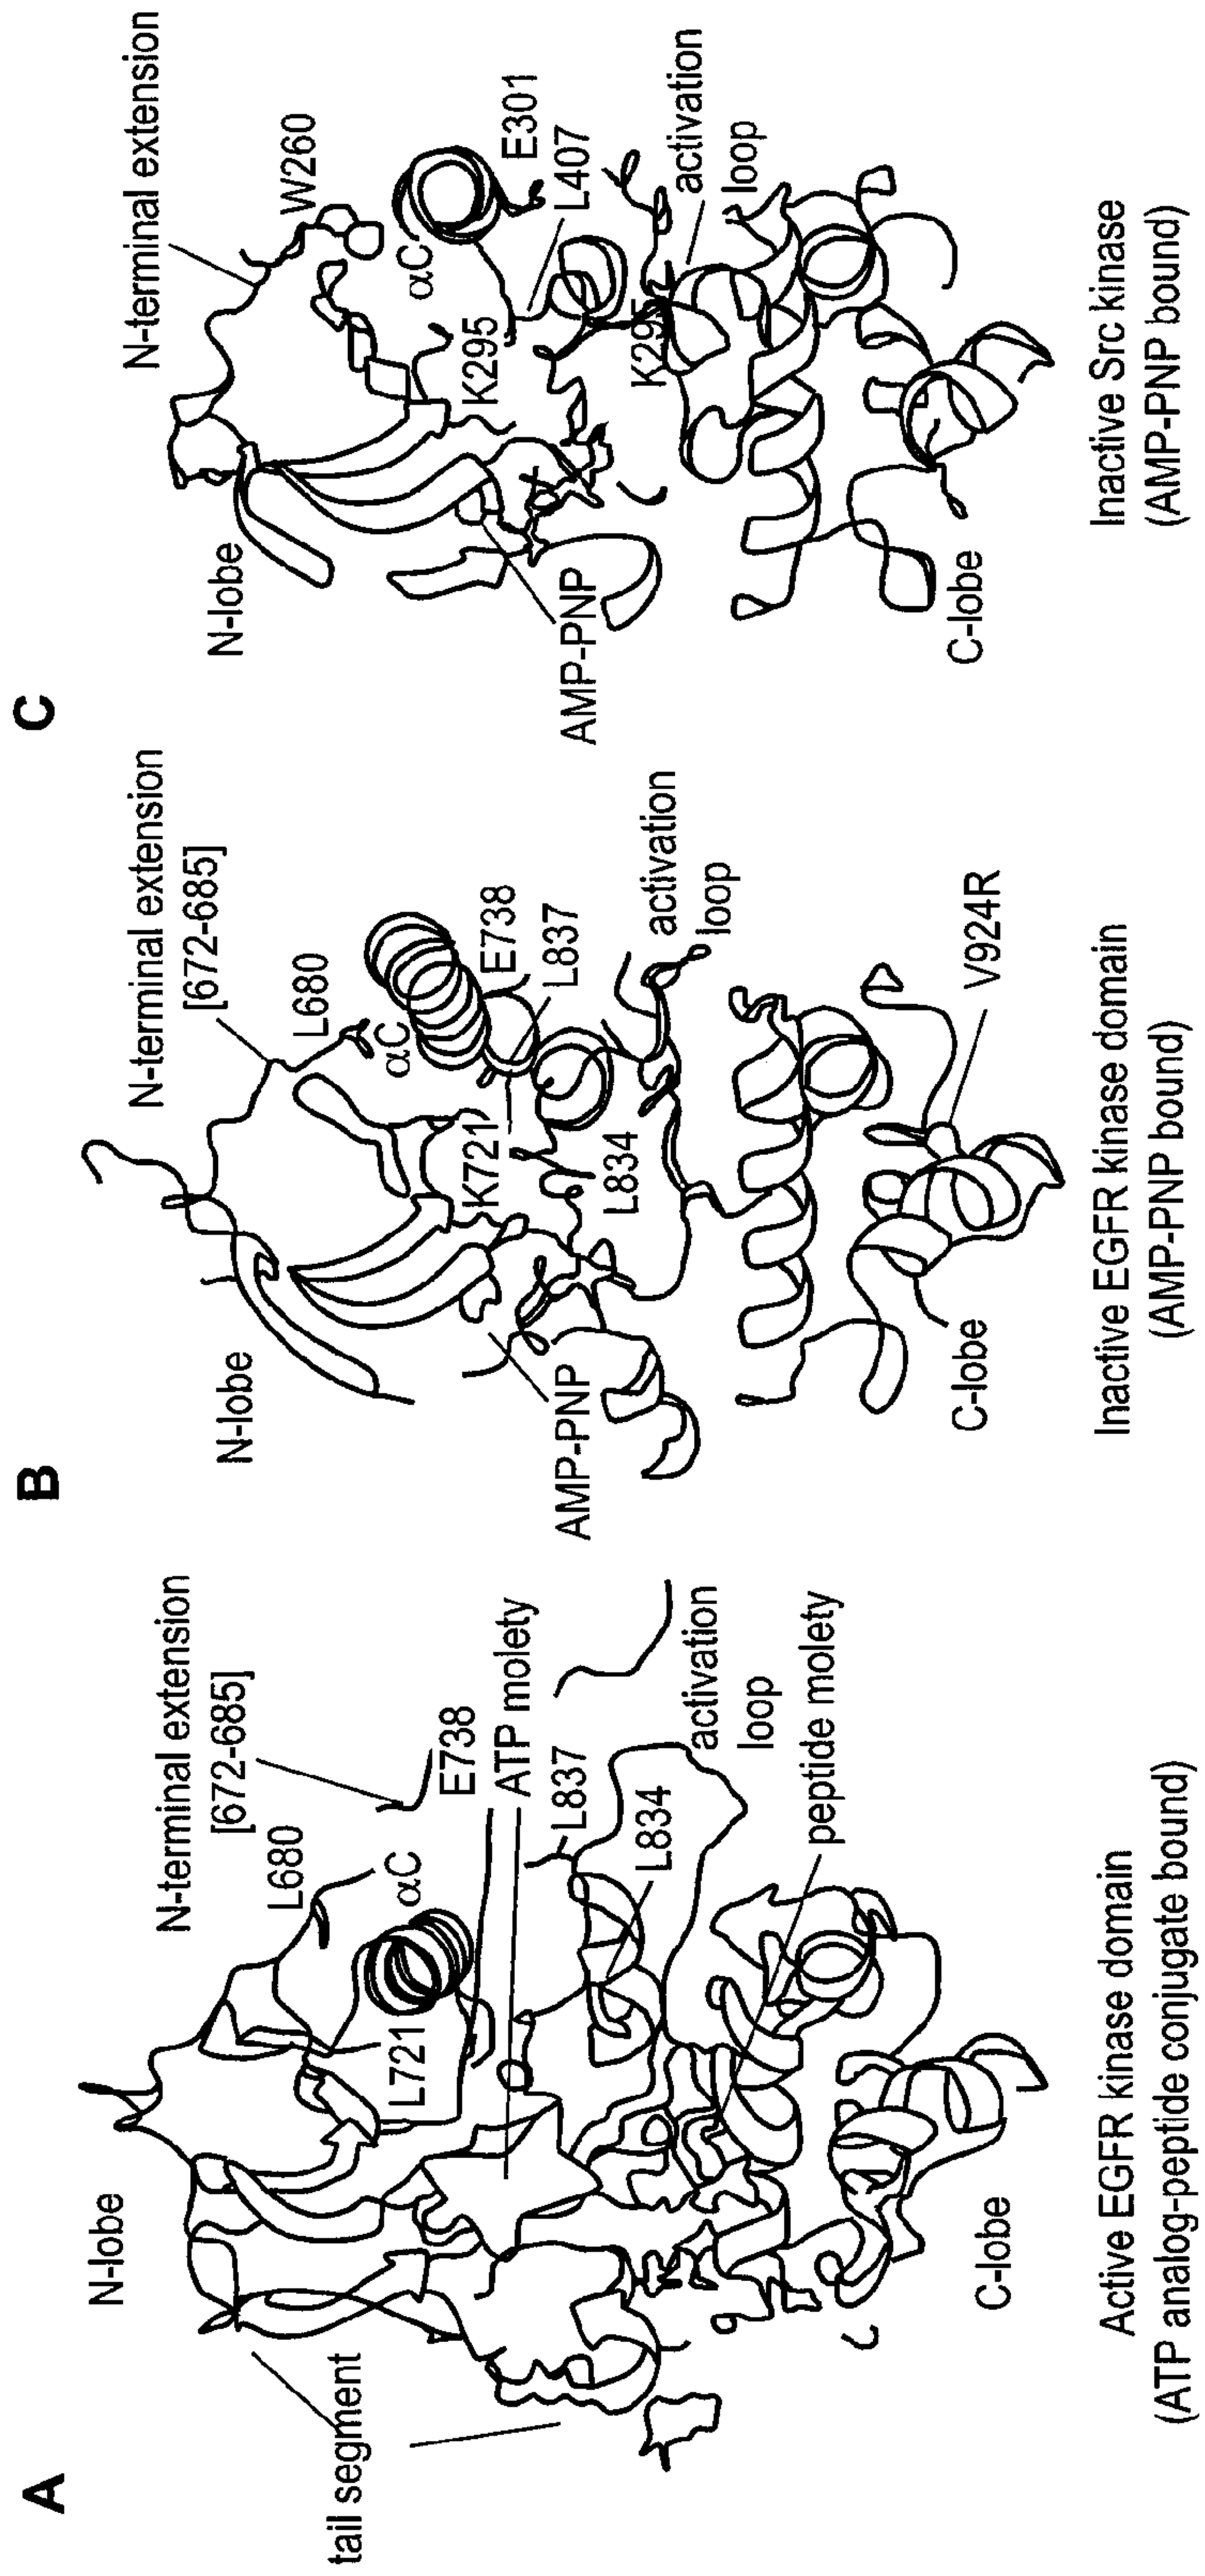 A
N-lobe
N-terminal extension
[672-685]
L680
αC
L721
E738
ATP molety
L837
L834
activation
loop
peptide molety
tail segment
C-lobe
Active EGFR kinase domain
(ATP analog-peptide conjugate bound)
B
N-lobe
N-terminal extension
[672-685]
L680
αC
K721
E738
L837
L834
activation
loop
AMP-PNP
V924R
C-lobe
Inactive EGFR kinase domain
(AMP-PNP bound)
C
N-lobe
N-terminal extension
W260
αC
K295
E301
L407
K295
activation
loop
AMP-PNP
C-lobe
Inactive Src kinase
(AMP-PNP bound)